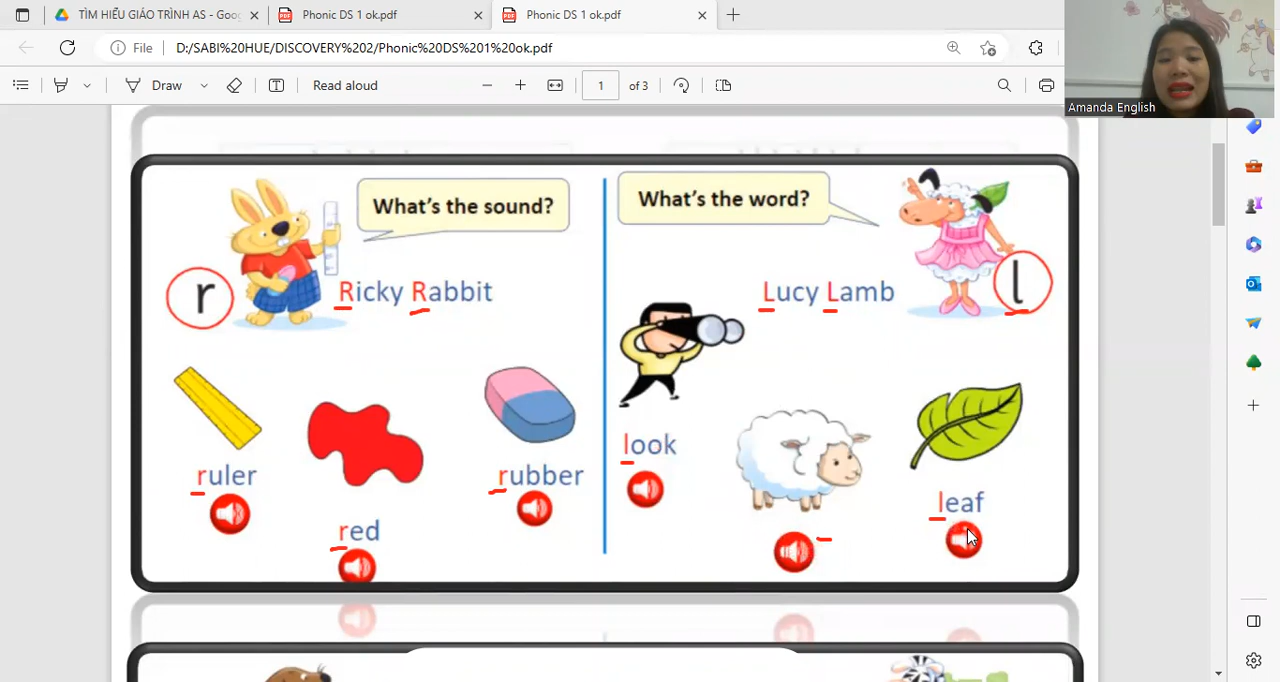 TÌM HIỂU GIÁO TRÌNH AS - Goo
Phonic DS 1 ok.pdf
Phonic DS 1 ok.pdf
File
D:/SABI%20HUE/DISCOVERY%202/Phonic%20DS%201%20ok.pdf
Draw
Read aloud
1
of 3
Amanda English
What's the sound?
r
Ricky Rabbit
ruler
red
rubber
What's the word?
l
Lucy Lamb
look
leaf